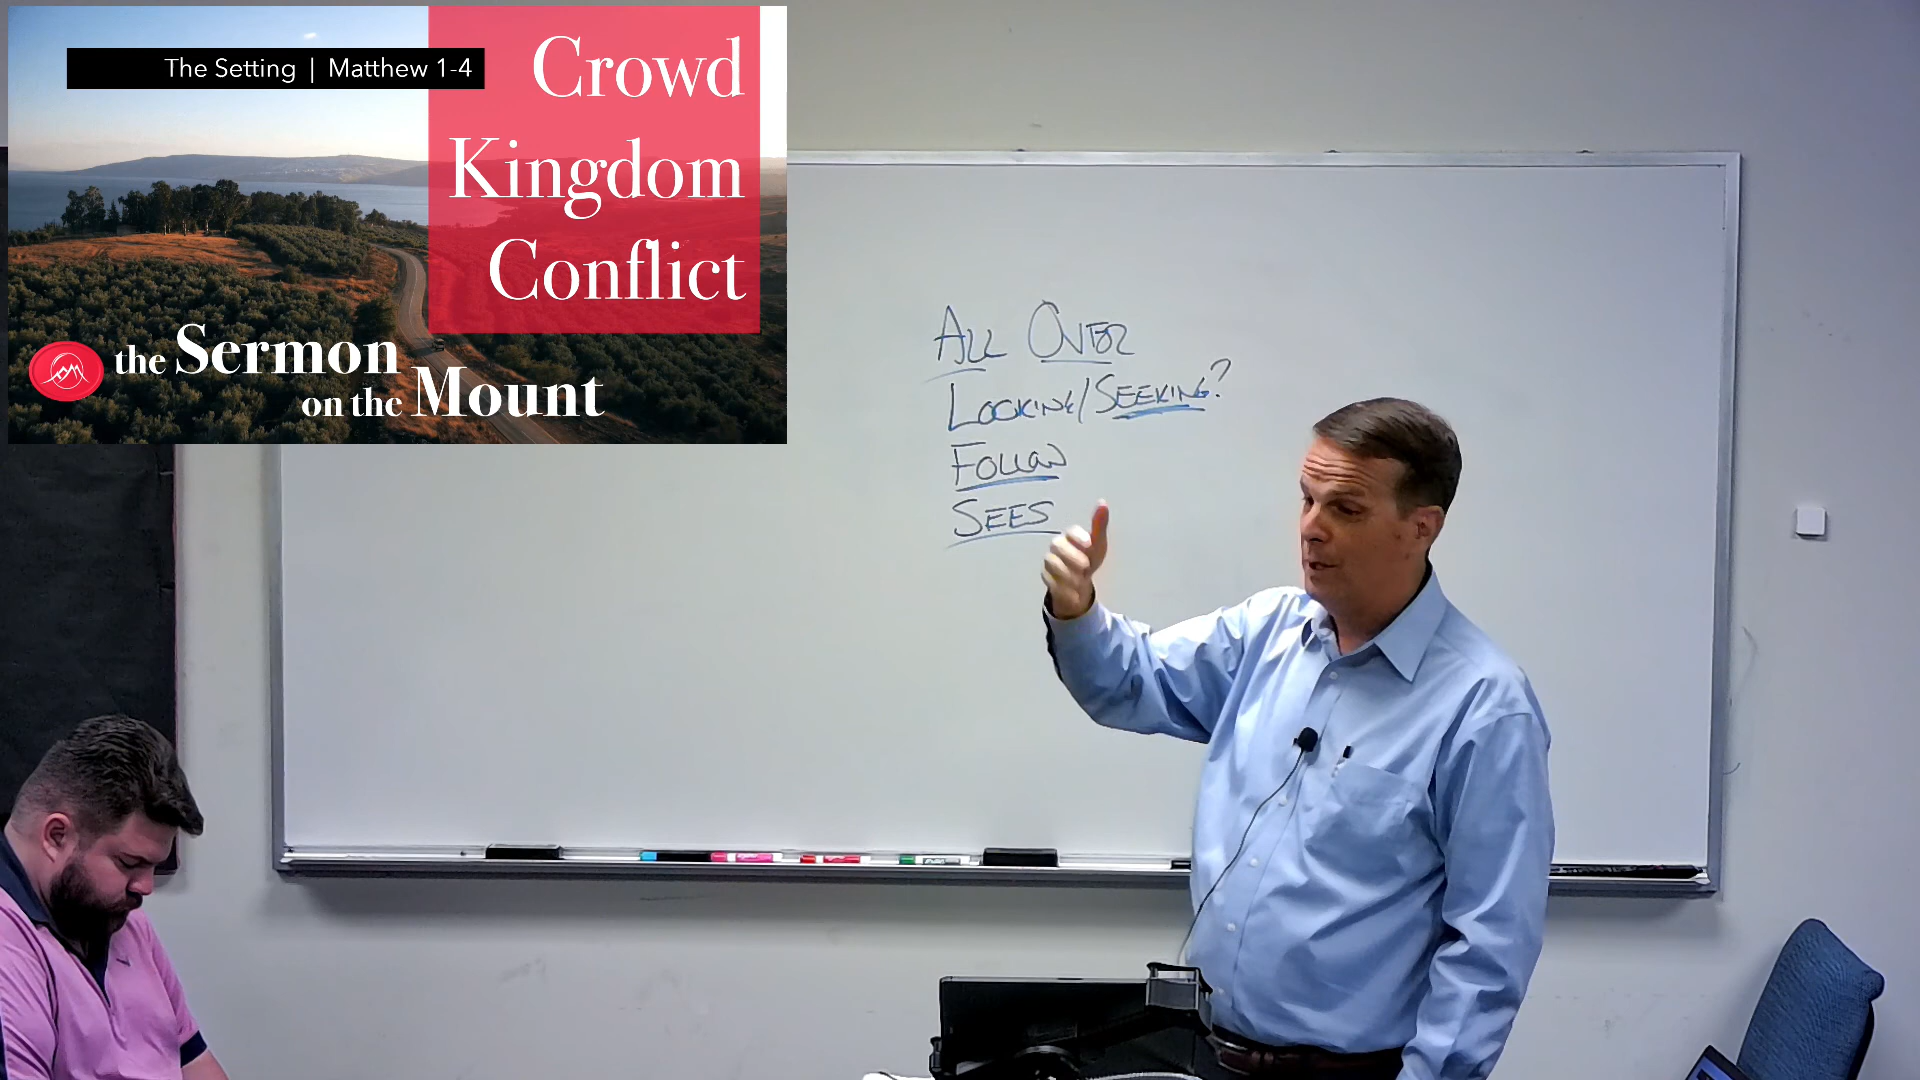 The Setting | Matthew 1-4
Crowd
Kingdom
Conflict
the Sermon
on the Mount
ALL OVER
LOOKING/SEEKING?
FOLLOW
SEES